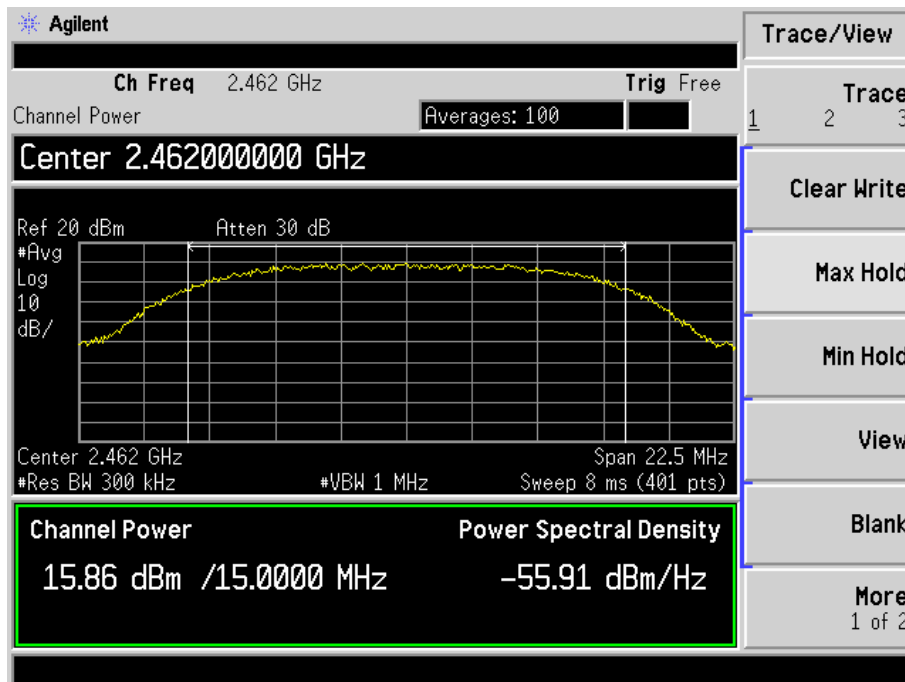 Agilent
Trace/View
Ch Freq 2.462 GHz Trig Free
Channel Power Averages: 100
Trace
1 2 3
Center 2.462000000 GHz
Clear Write
Ref 20 dBm Atten 30 dB
#Avg
Log
10
dB/
Max Hold
Min Hold
View
Center 2.462 GHz Span 22.5 MHz
#Res BW 300 kHz #VBW 1 MHz Sweep 8 ms (401 pts)
Blank
Channel Power Power Spectral Density
15.86 dBm /15.0000 MHz -55.91 dBm/Hz
More
1 of 2